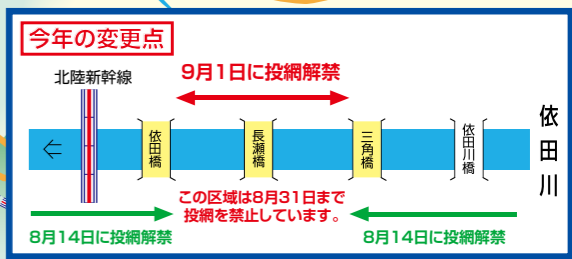 今年の変更点
北陸新幹線
9月1日に投網解禁
依田橋
長瀬橋
三角橋
依田川橋
依田川
この区域は8月31日まで
投網を禁止しています。
8月14日に投網解禁
8月14日に投網解禁